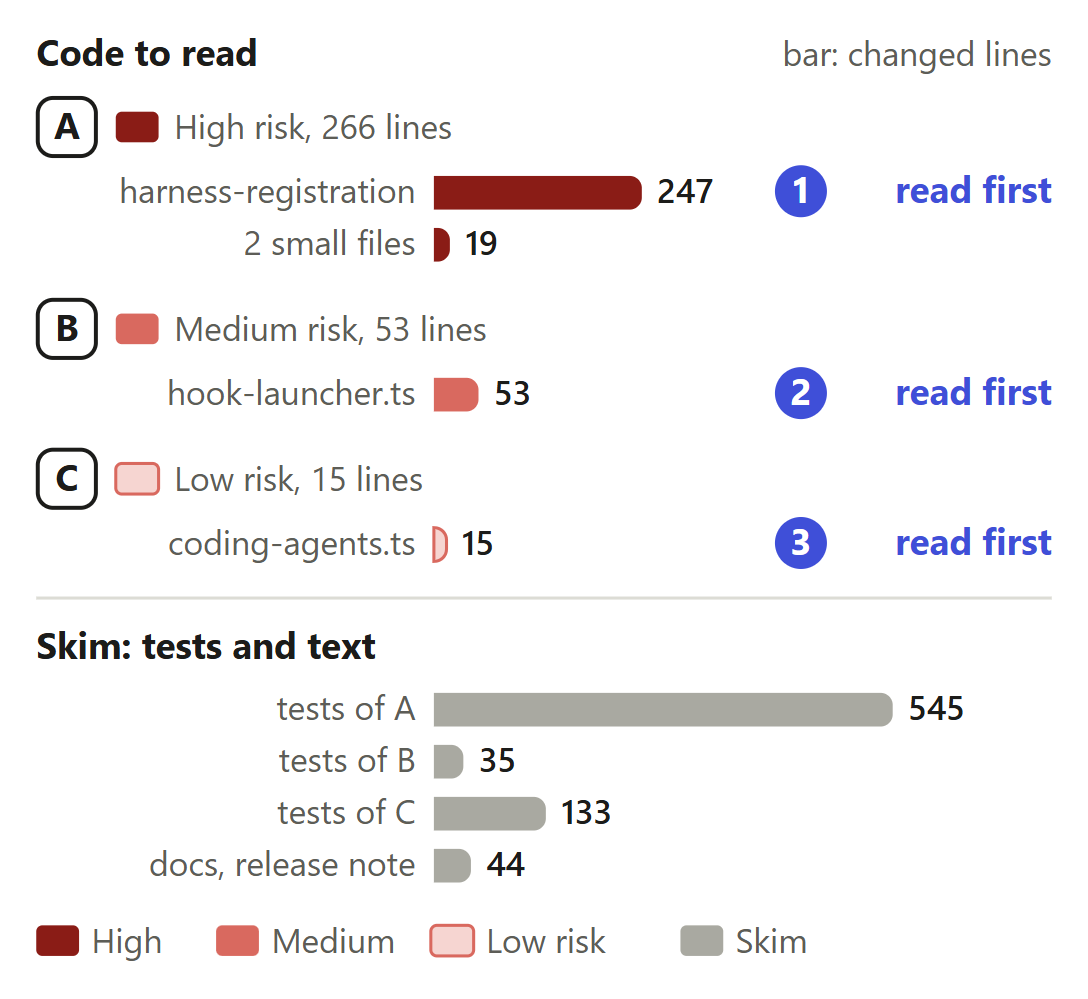 Code to read bar: changed lines
A High risk, 266 lines
harness-registration 247 1 read first
2 small files 19
B Medium risk, 53 lines
hook-launcher.ts 53 2 read first
C Low risk, 15 lines
coding-agents.ts 15 3 read first
Skim: tests and text
tests of A 545
tests of B 35
tests of C 133
docs, release note 44
High Medium Low risk Skim